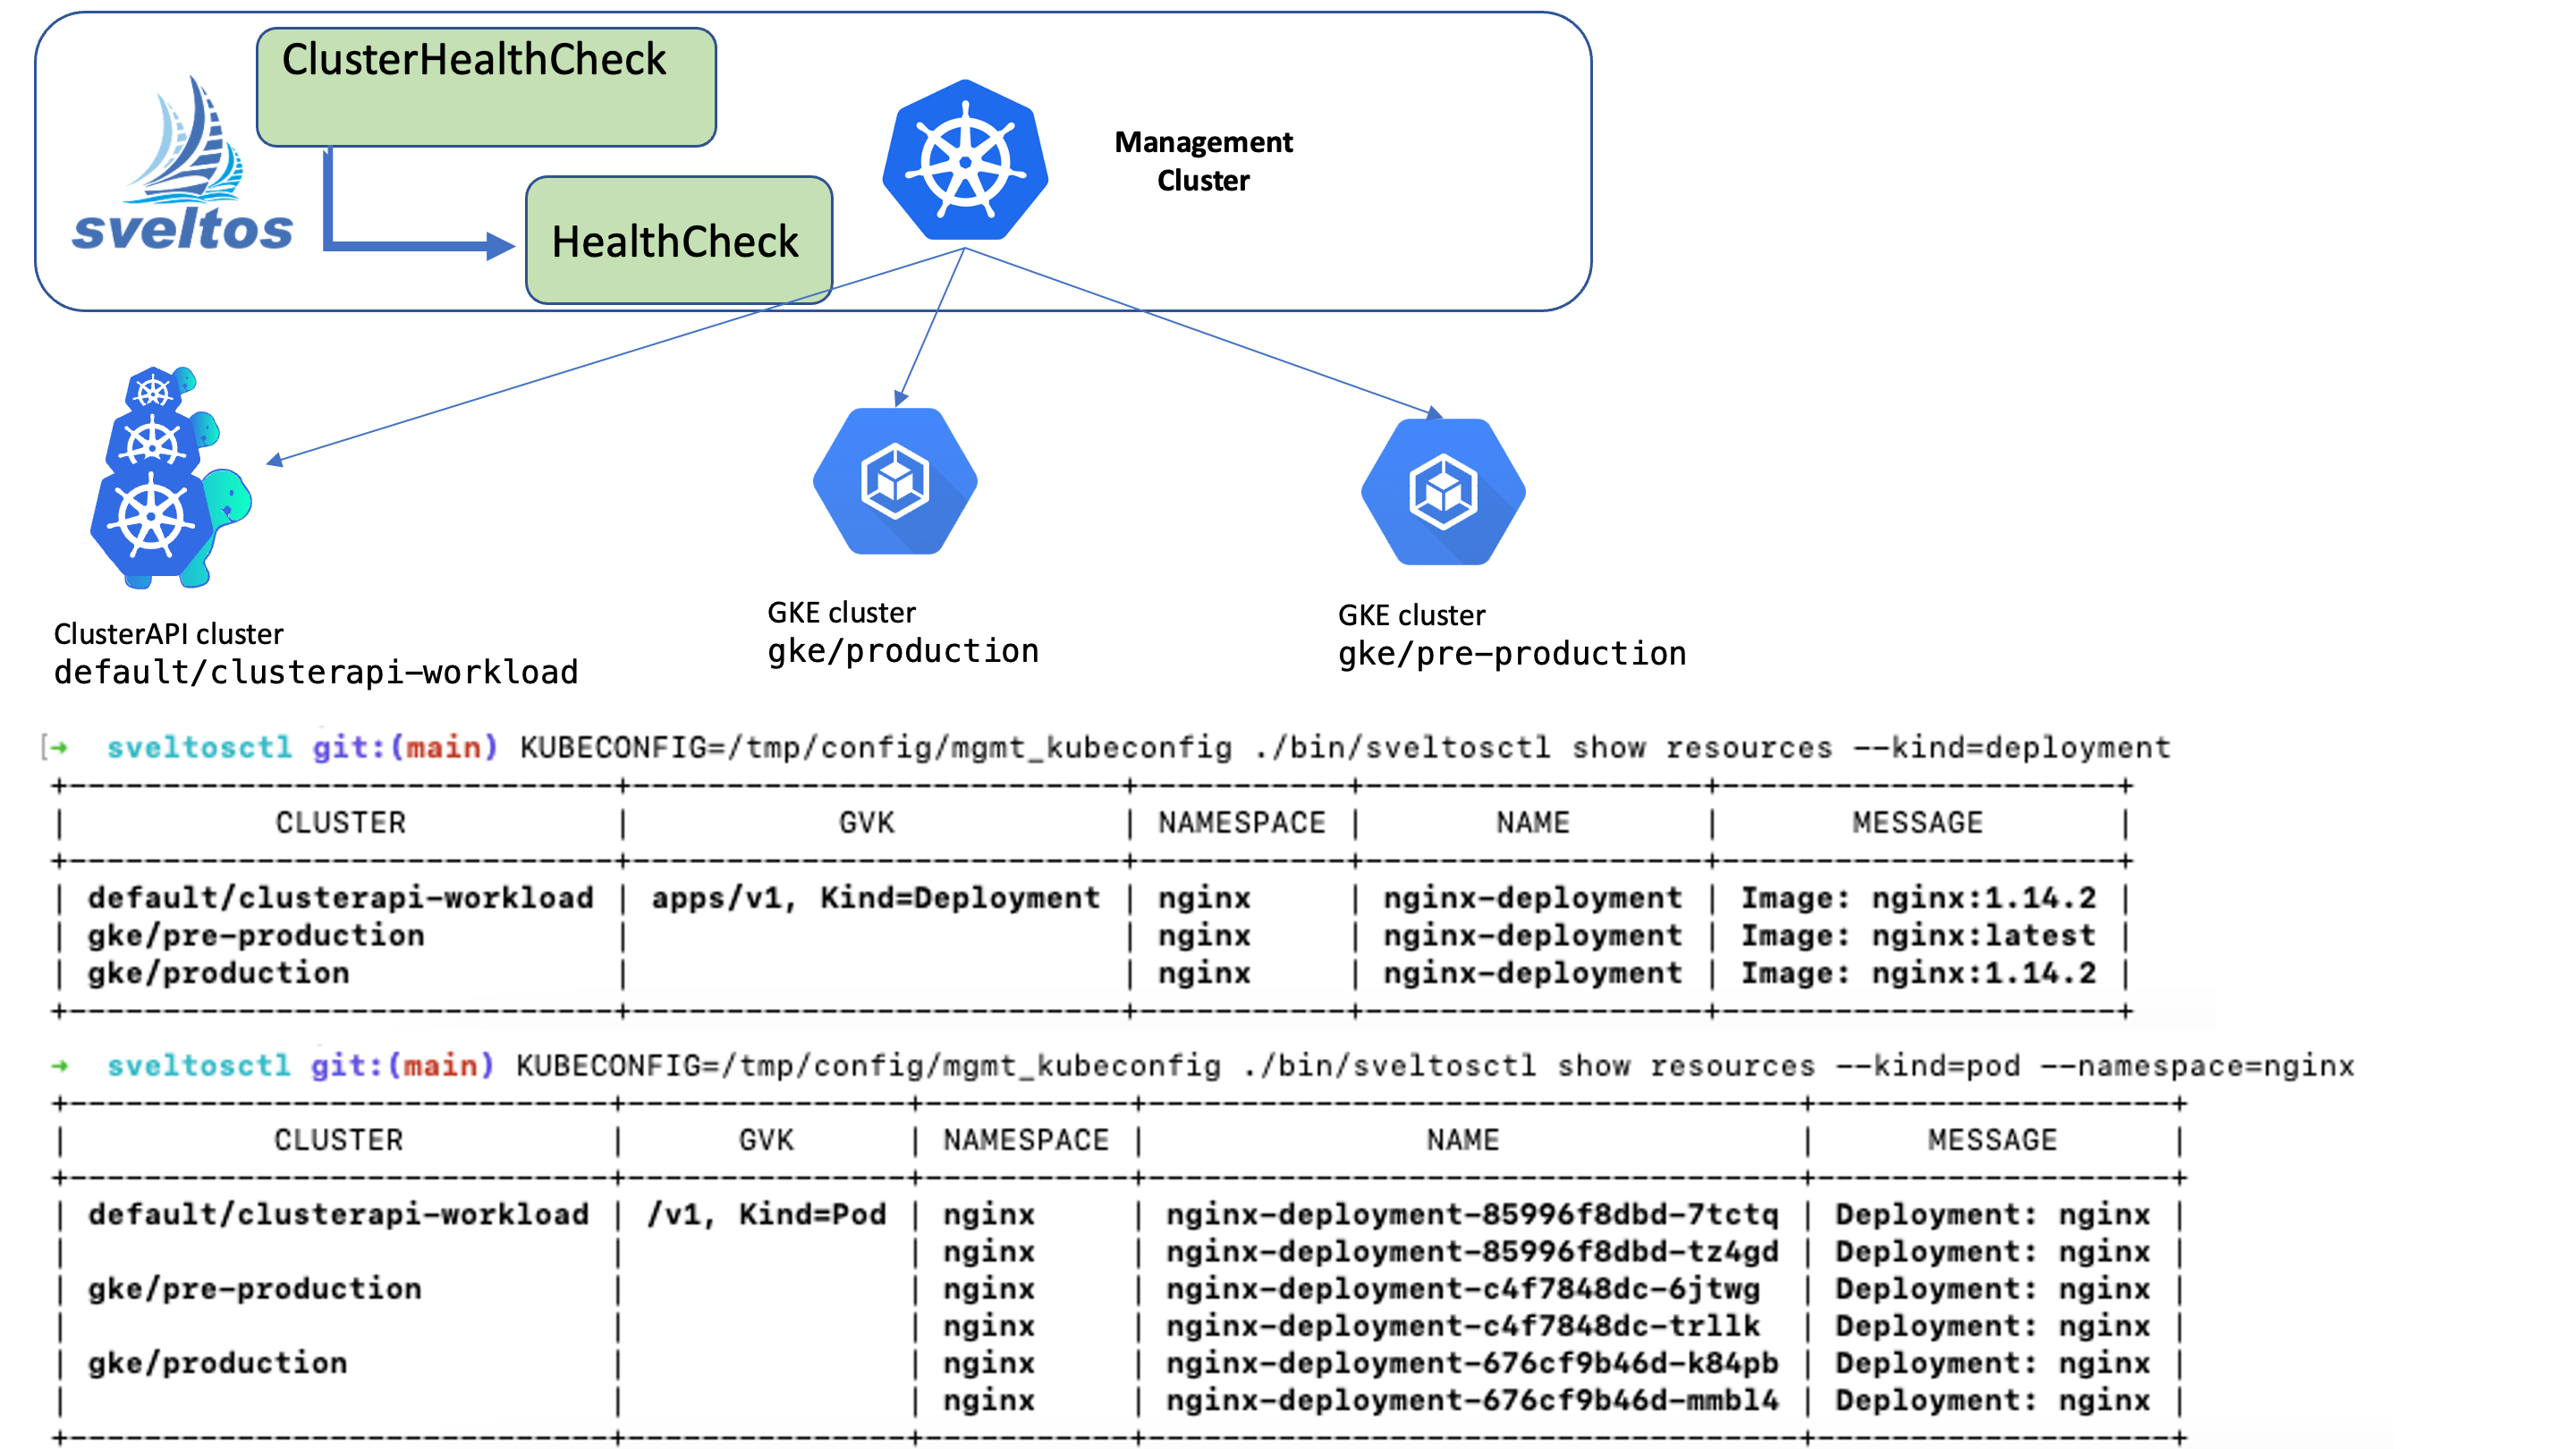 ClusterHealthCheck
sveltos
HealthCheck
Management
Cluster
ClusterAPI cluster
default/clusterapi-workload
GKE cluster
gke/production
GKE cluster
gke/pre-production
[➜  sveltosctl git:(main) KUBECONFIG=/tmp/config/mgmt_kubeconfig ./bin/sveltosctl show resources --kind=deployment
+-----------------------------+--------------------------+-----------+------------------+---------------------+
| CLUSTER | GVK | NAMESPACE | NAME | MESSAGE |
+-----------------------------+--------------------------+-----------+------------------+---------------------+
| default/clusterapi-workload | apps/v1, Kind=Deployment | nginx | nginx-deployment | Image: nginx:1.14.2 |
| gke/pre-production | | nginx | nginx-deployment | Image: nginx:latest |
| gke/production | | nginx | nginx-deployment | Image: nginx:1.14.2 |
+-----------------------------+--------------------------+-----------+------------------+---------------------+
➜  sveltosctl git:(main) KUBECONFIG=/tmp/config/mgmt_kubeconfig ./bin/sveltosctl show resources --kind=pod --namespace=nginx
+-----------------------------+---------------+-----------+-----------------------------------+-------------------+
| CLUSTER | GVK | NAMESPACE | NAME | MESSAGE |
+-----------------------------+---------------+-----------+-----------------------------------+-------------------+
| default/clusterapi-workload | /v1, Kind=Pod | nginx | nginx-deployment-85996f8dbd-7tctq | Deployment: nginx |
| | | nginx | nginx-deployment-85996f8dbd-tz4gd | Deployment: nginx |
| gke/pre-production | | nginx | nginx-deployment-c4f7848dc-6jtwg | Deployment: nginx |
| | | nginx | nginx-deployment-c4f7848dc-trllk | Deployment: nginx |
| gke/production | | nginx | nginx-deployment-676cf9b46d-k84pb | Deployment: nginx |
| | | nginx | nginx-deployment-676cf9b46d-mmbl4 | Deployment: nginx |
+-----------------------------+---------------+-----------+-----------------------------------+-------------------+